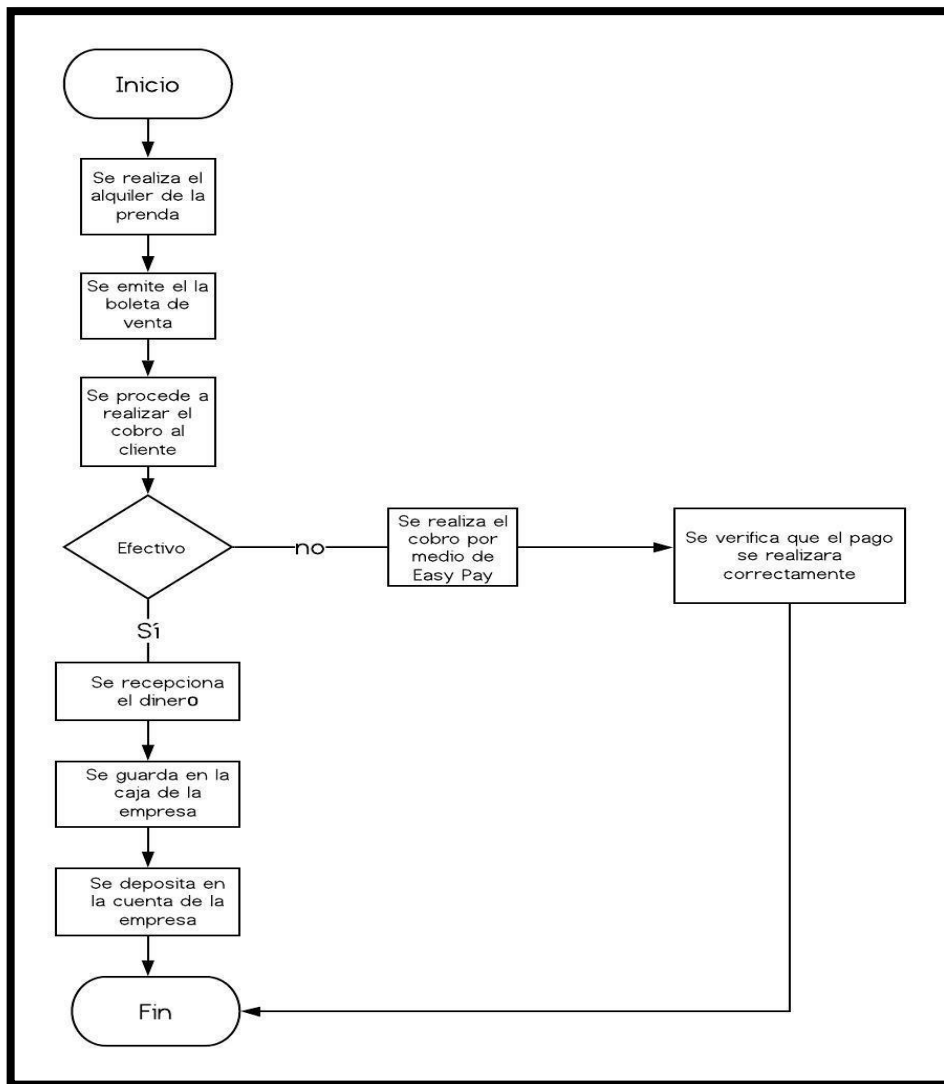 Inicio
Se realiza el
alquiler de la
prenda
Se emite el la
boleta de
venta
Se procede a
realizar el
cobro al
cliente
Efectivo
no
Se realiza el
cobro por
medio de
Easy Pay
Se verifica que el pago
se realizara
correctamente
Sí
Se recepciona
el dinero
Se guarda en la
caja de la
empresa
Se deposita en
la cuenta de la
empresa
Fin